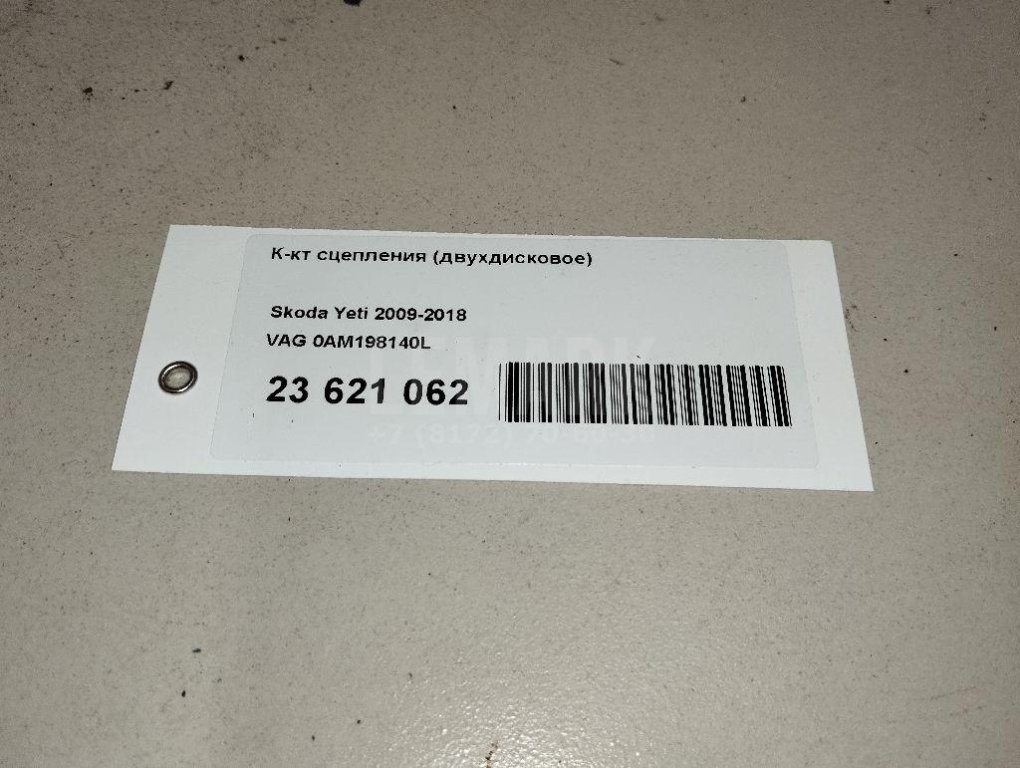 К-кт сцепления (двухдисковое)
Skoda Yeti 2009-2018
VAG 0AM198140L
23 621 062